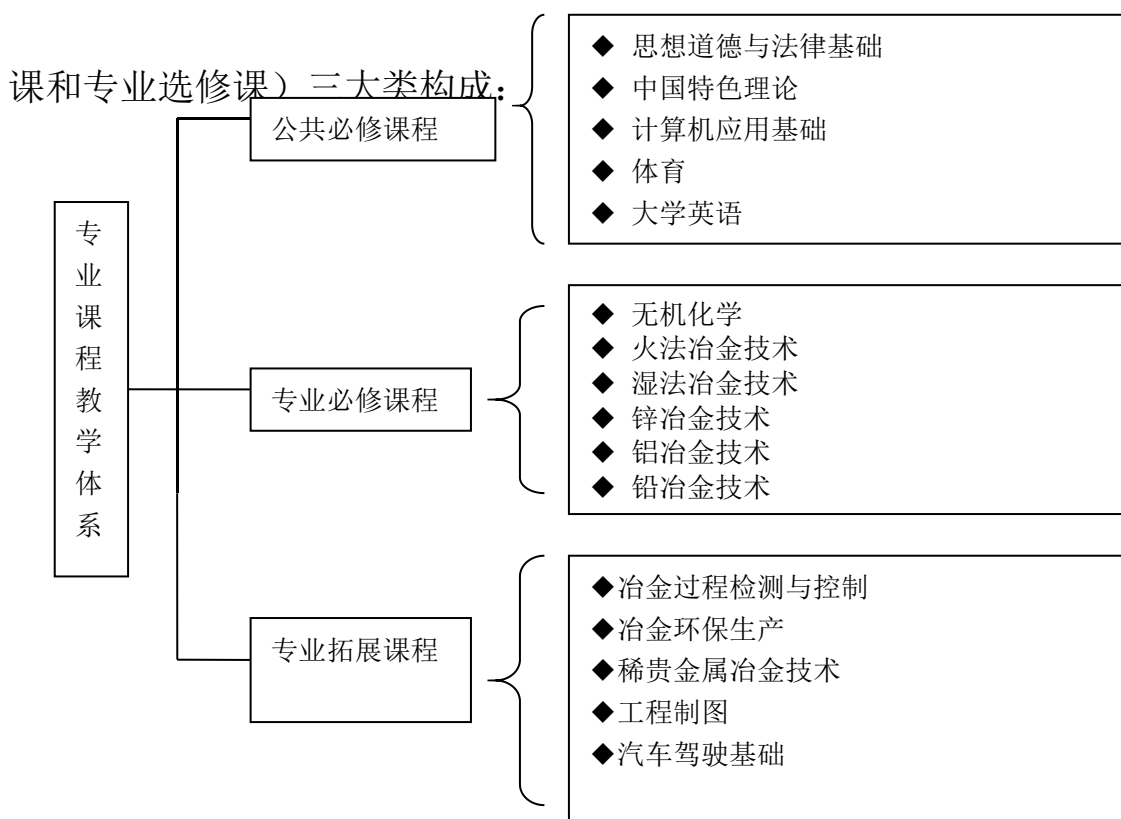 课和专业选修课）三大类构成：
专业课程教学体系
公共必修课程
◆ 思想道德与法律基础
◆ 中国特色理论
◆ 计算机应用基础
◆ 体育
◆ 大学英语
专业必修课程
◆ 无机化学
◆ 火法冶金技术
◆ 湿法冶金技术
◆ 锌冶金技术
◆ 铝冶金技术
◆ 铅冶金技术
专业拓展课程
◆冶金过程检测与控制
◆冶金环保生产
◆稀贵金属冶金技术
◆工程制图
◆汽车驾驶基础